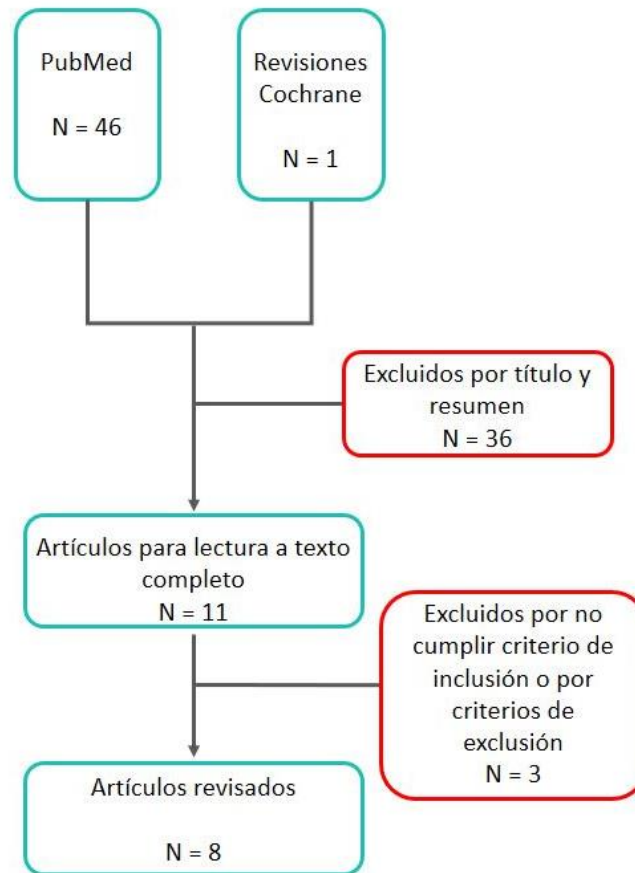 PubMed
N = 46
Revisiones
Cochrane
N = 1
Excluidos por título y
resumen
N = 36
Artículos para lectura a texto
completo
N = 11
Excluidos por no
cumplir criterio de
inclusión o por
criterios de
exclusión
N = 3
Artículos revisados
N = 8